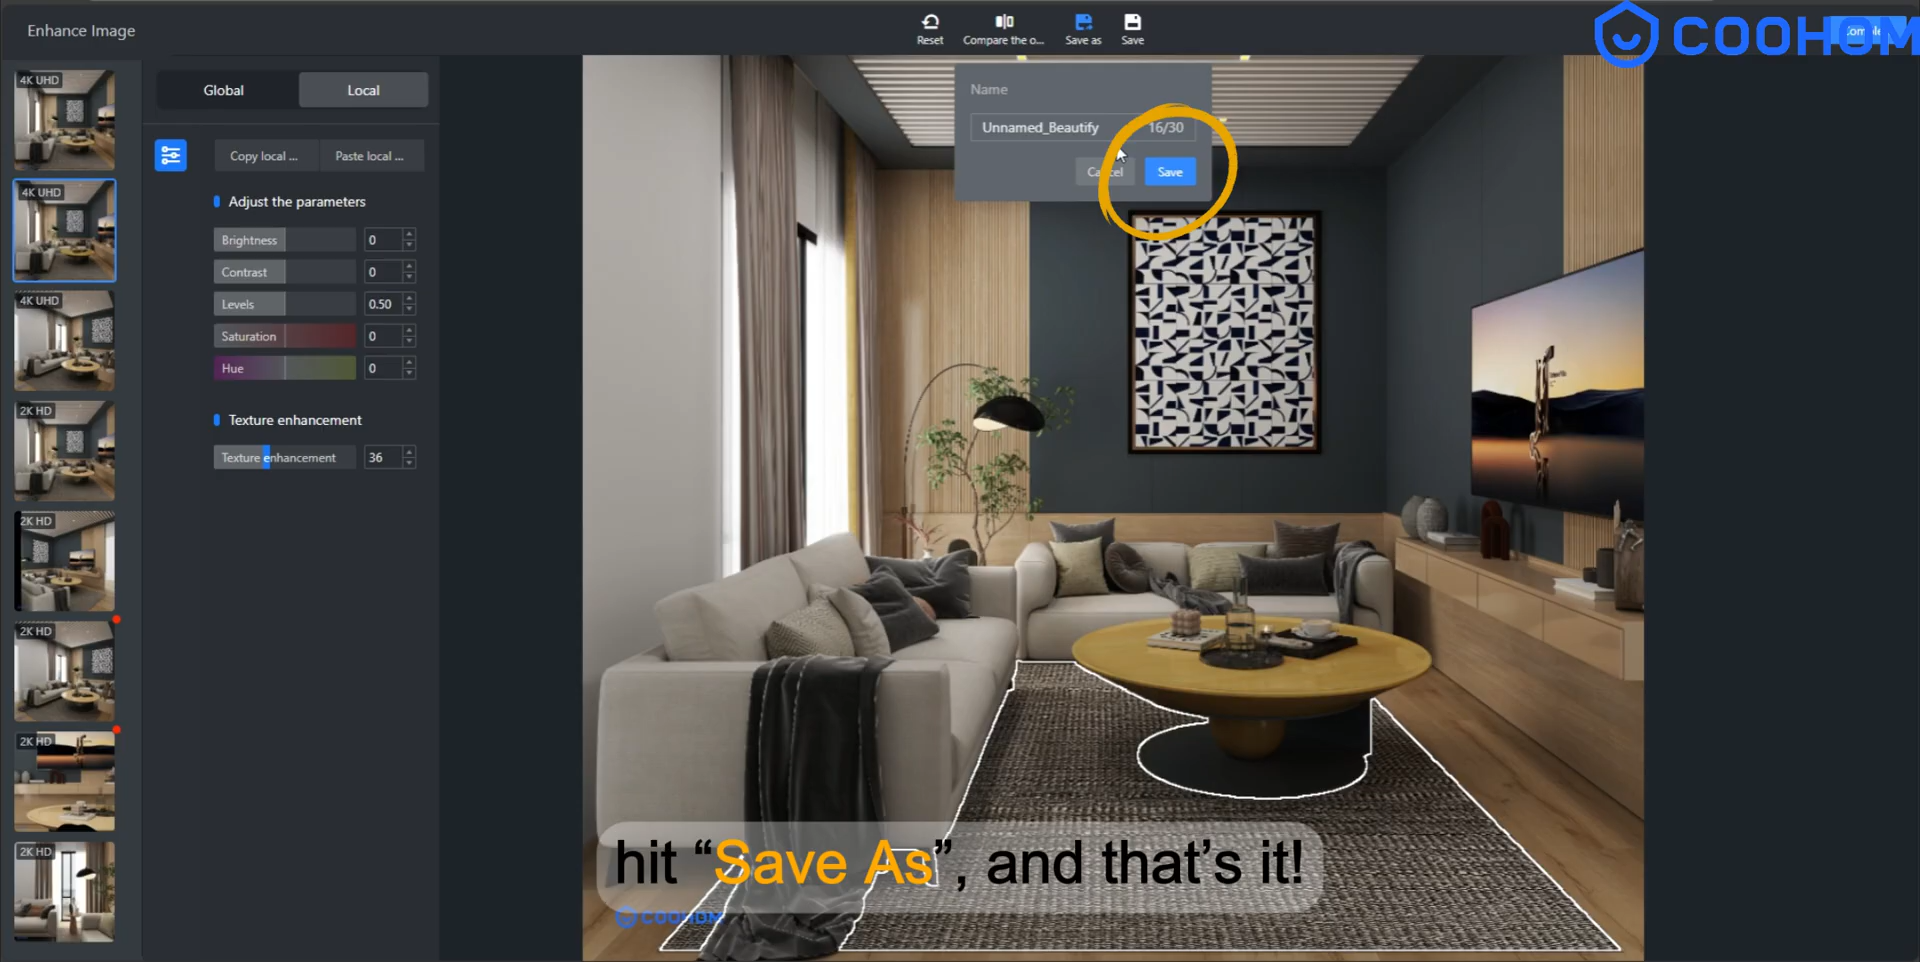 Enhance Image
Reset
Compare the o...
Save as
Save
COOHOM
4K UHD
4K UHD
4K UHD
2K HD
2K HD
2K HD
2K HD
2K HD
Global
Local
Copy local ...
Paste local ...
Adjust the parameters
Brightness 0
Contrast 0
Levels 0.50
Saturation 0
Hue 0
Texture enhancement
Texture enhancement 36
Name
Unnamed_Beautify 16/30
Cancel
Save
hit “Save As”, and that’s it!
COOHOM